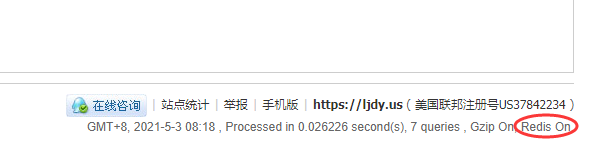 在线咨询 | 站点统计 | 举报 | 手机版 | https://ljdy.us ( 美国联邦注册号US37842234 )
GMT+8, 2021-5-3 08:18 , Processed in 0.026226 second(s), 7 queries , Gzip On, Redis On.